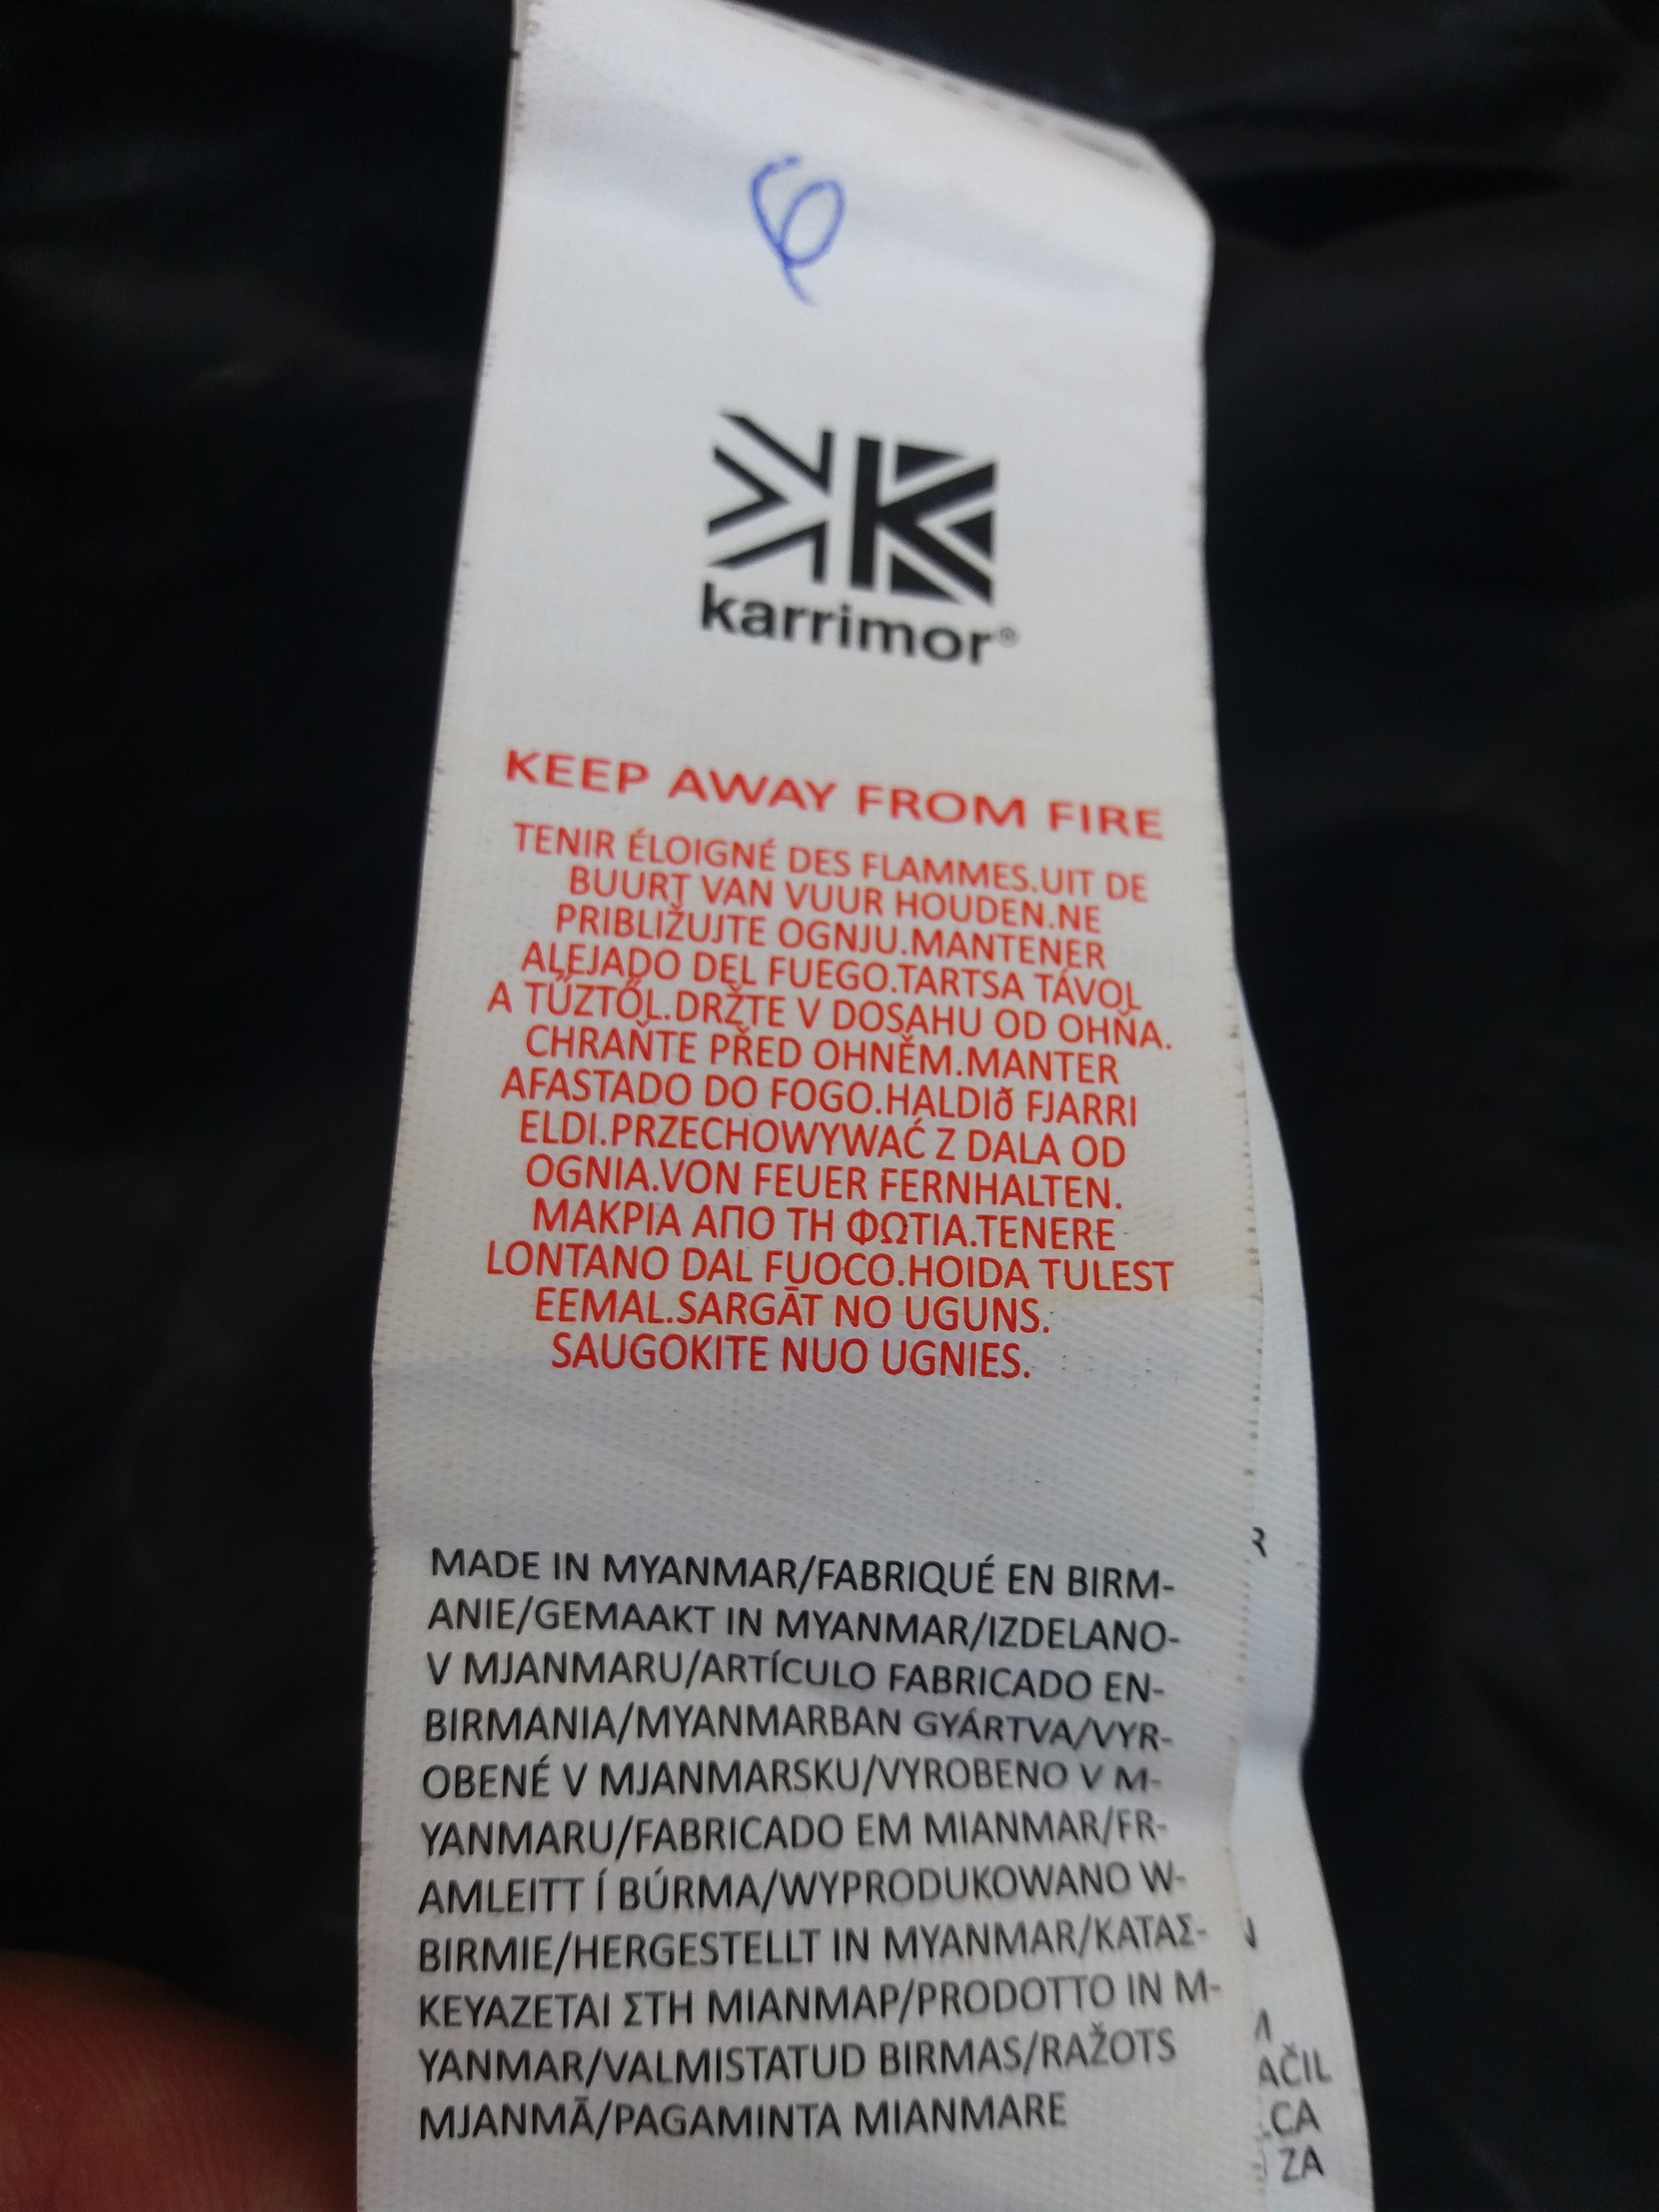 karrimor®
KEEP AWAY FROM FIRE
TENIR ÉLOIGNÉ DES FLAMMES.UIT DE
BUURT VAN VUUR HOUDEN.NE
PRIBLIŽUJTE OGNJU.MANTENER
ALEJADO DEL FUEGO.TARTSA TÁVOL
A TŰZTŐL.DRŽTE V DOSAHU OD OHŇA.
CHRAŇTE PŘED OHNĚM.MANTER
AFASTADO DO FOGO.HALDIð FJARRI
ELDI.PRZECHOWYWAĆ Z DALA OD
OGNIA.VON FEUER FERNHALTEN.
ΜΑΚΡΙΑ ΑΠΟ ΤΗ ΦΩΤΙΑ.TENERE
LONTANO DAL FUOCO.HOIDA TULEST
EEMAL.SARGĀT NO UGUNS.
SAUGOKITE NUO UGNIES.
MADE IN MYANMAR/FABRIQUÉ EN BIRM-
ANIE/GEMAAKT IN MYANMAR/IZDELANO-
V MJANMARU/ARTÍCULO FABRICADO EN-
BIRMANIA/MYANMARBAN GYÁRTVA/VYR-
OBENÉ V MJANMARSKU/VYROBENO V M-
YANMARU/FABRICADO EM MIANMAR/FR-
AMLEITT Í BÚRMA/WYPRODUKOWANO W-
BIRMIE/HERGESTELLT IN MYANMAR/ΚΑΤΑΣ-
ΚΕΥΑΖΕΤΑΙ ΣΤΗ ΜΙΑΝΜΑΡ/PRODOTTO IN M-
YANMAR/VALMISTATUD BIRMAS/RAŽOTS
MJANMĀ/PAGAMINTA MIANMARE
AČIL
CA
ZA